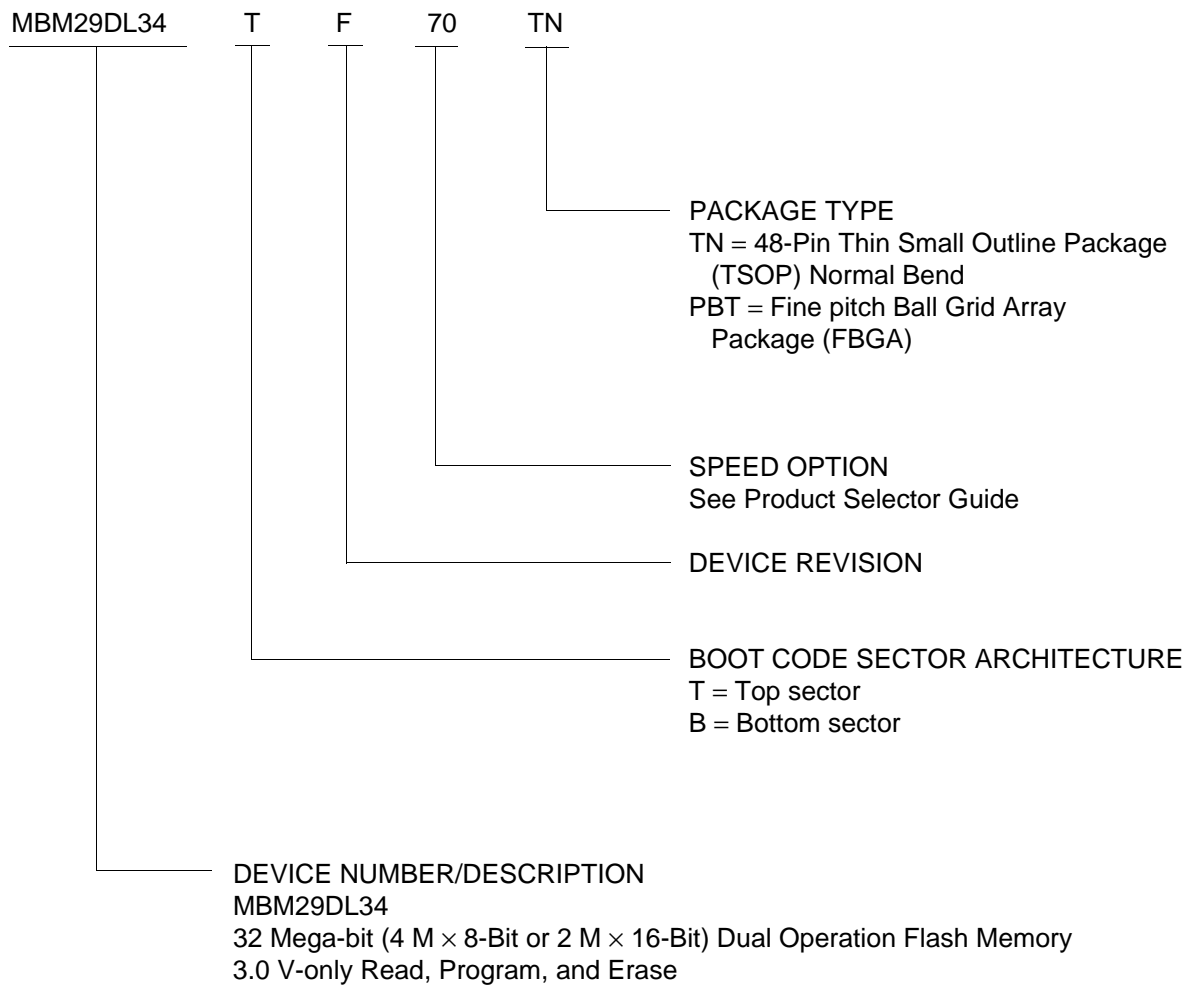 MBM29DL34 T F 70 TN
PACKAGE TYPE
TN = 48-Pin Thin Small Outline Package
(TSOP) Normal Bend
PBT = Fine pitch Ball Grid Array
Package (FBGA)
SPEED OPTION
See Product Selector Guide
DEVICE REVISION
BOOT CODE SECTOR ARCHITECTURE
T = Top sector
B = Bottom sector
DEVICE NUMBER/DESCRIPTION
MBM29DL34
32 Mega-bit (4 M × 8-Bit or 2 M × 16-Bit) Dual Operation Flash Memory
3.0 V-only Read, Program, and Erase